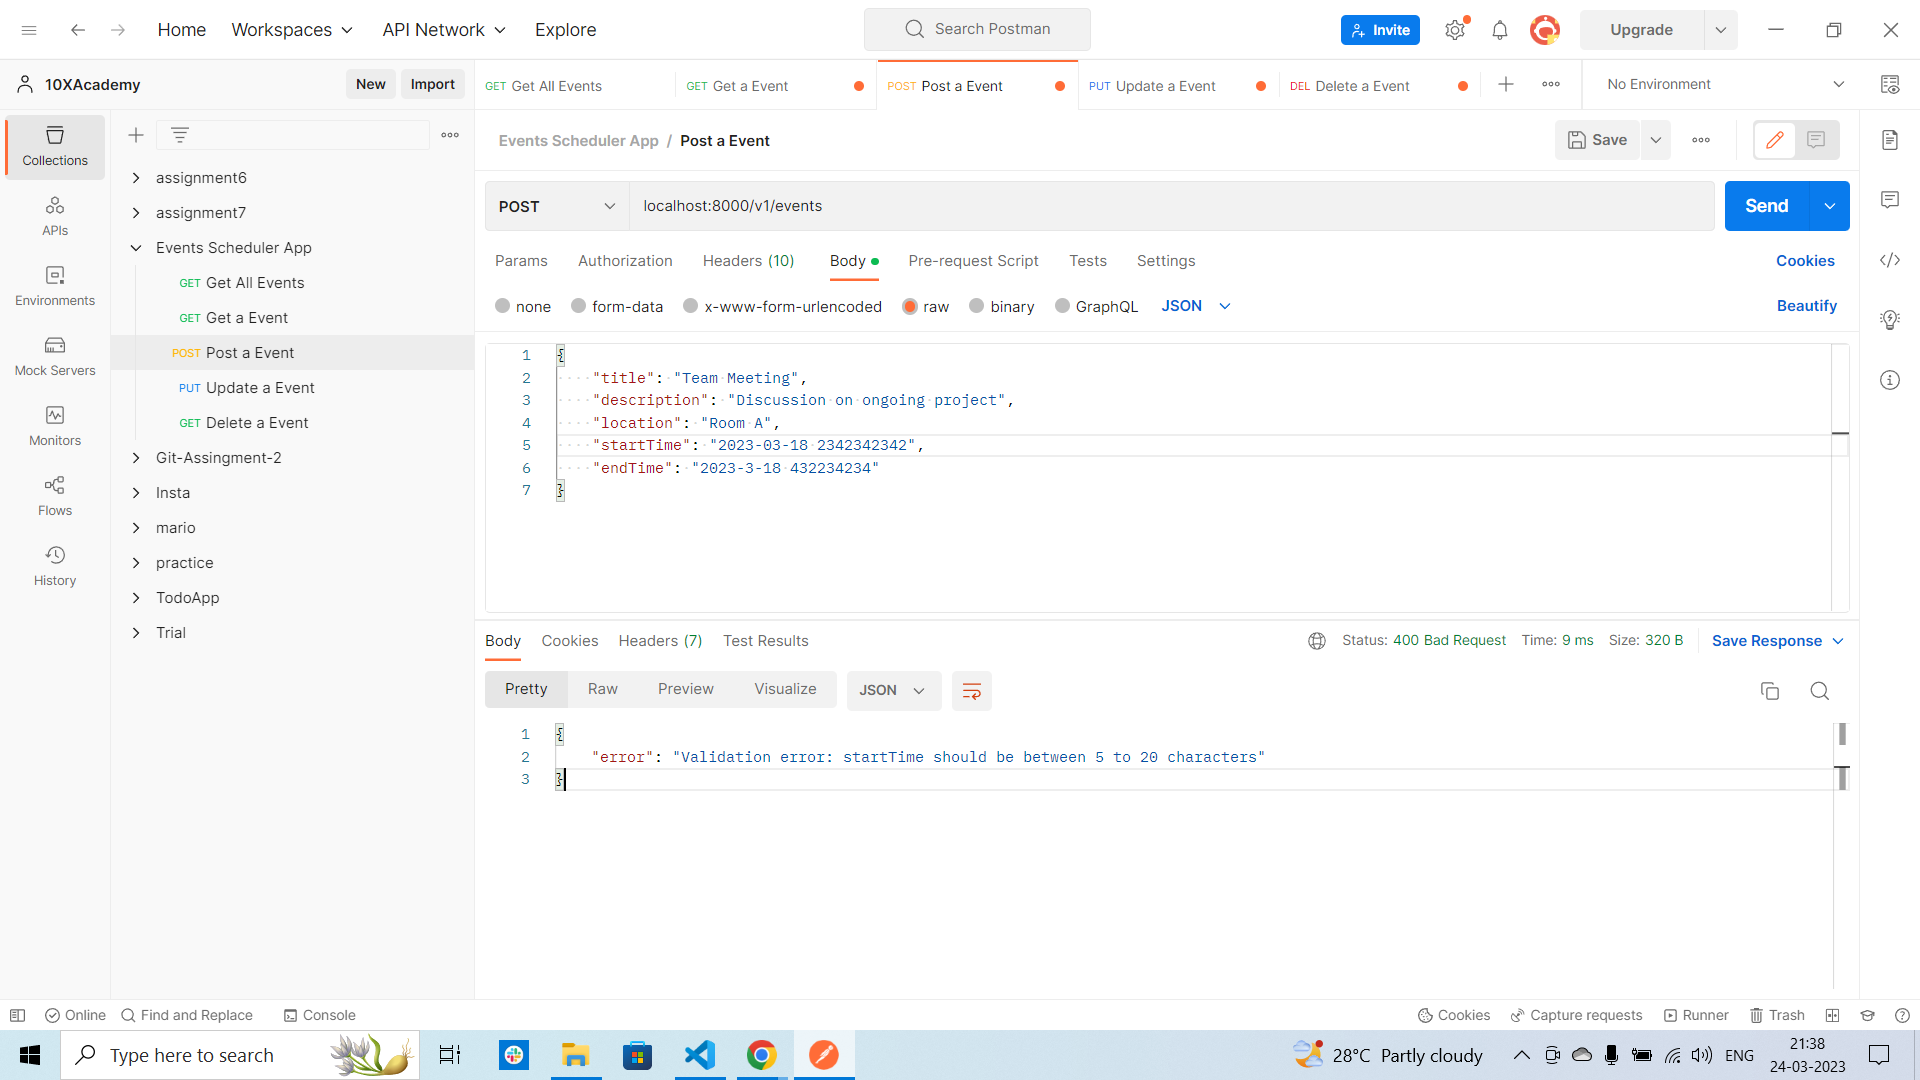 Home
Workspaces
API Network
Explore
Search Postman
Invite
Upgrade
10XAcademy
New
Import
GET Get All Events
GET Get a Event
POST Post a Event
PUT Update a Event
DEL Delete a Event
No Environment
Collections
APIs
Environments
Mock Servers
Monitors
Flows
History
assignment6
assignment7
Events Scheduler App
GET Get All Events
GET Get a Event
POST Post a Event
PUT Update a Event
GET Delete a Event
Git-Assingment-2
Insta
mario
practice
TodoApp
Trial
Events Scheduler App / Post a Event
Save
POST
localhost:8000/v1/events
Send
Params
Authorization
Headers (10)
Body
Pre-request Script
Tests
Settings
Cookies
none
form-data
x-www-form-urlencoded
raw
binary
GraphQL
JSON
Beautify
1 {
2 "title": "Team Meeting",
3 "description": "Discussion on ongoing project",
4 "location": "Room A",
5 "startTime": "2023-03-18 2342342342",
6 "endTime": "2023-3-18 432234234"
7 }
Body
Cookies
Headers (7)
Test Results
Status: 400 Bad Request
Time: 9 ms
Size: 320 B
Save Response
Pretty
Raw
Preview
Visualize
JSON
1 {
2 "error": "Validation error: startTime should be between 5 to 20 characters"
3 }
Online
Find and Replace
Console
Cookies
Capture requests
Runner
Trash
Type here to search
28°C Partly cloudy
ENG
21:38
24-03-2023